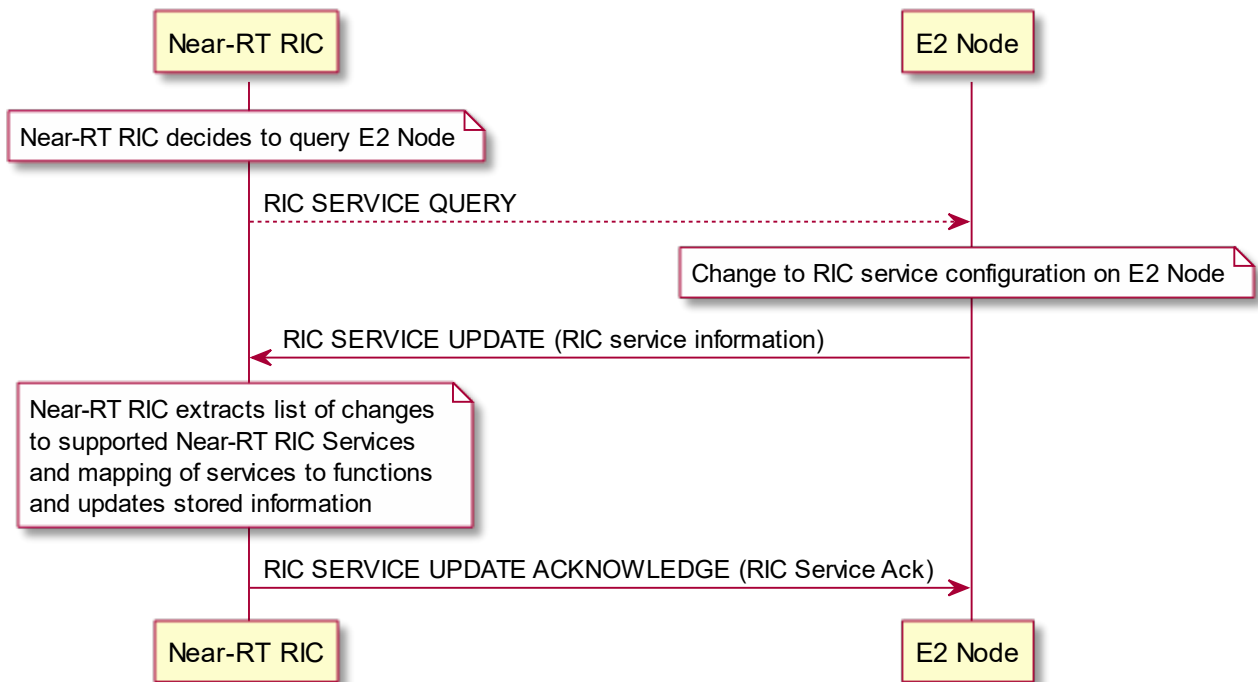 Near-RT RIC
E2 Node
Near-RT RIC decides to query E2 Node
RIC SERVICE QUERY
Change to RIC service configuration on E2 Node
RIC SERVICE UPDATE (RIC service information)
Near-RT RIC extracts list of changes
to supported Near-RT RIC Services
and mapping of services to functions
and updates stored information
RIC SERVICE UPDATE ACKNOWLEDGE (RIC Service Ack)
Near-RT RIC
E2 Node